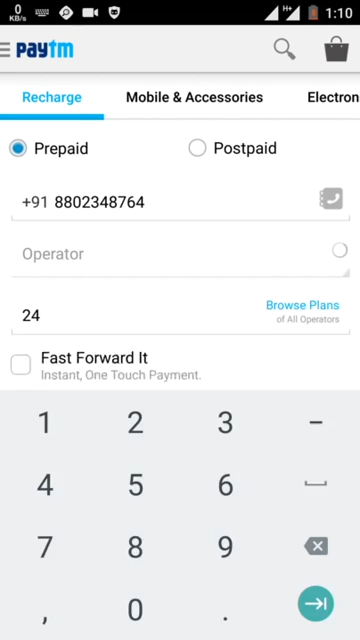 0
KB/s
H+
1:10
paytm
Recharge
Mobile & Accessories
Electron
Prepaid
Postpaid
+91 8802348764
Operator
24
Browse Plans
of All Operators
Fast Forward It
Instant, One Touch Payment.
1 2 3 -
4 5 6
7 8 9
, 0 .